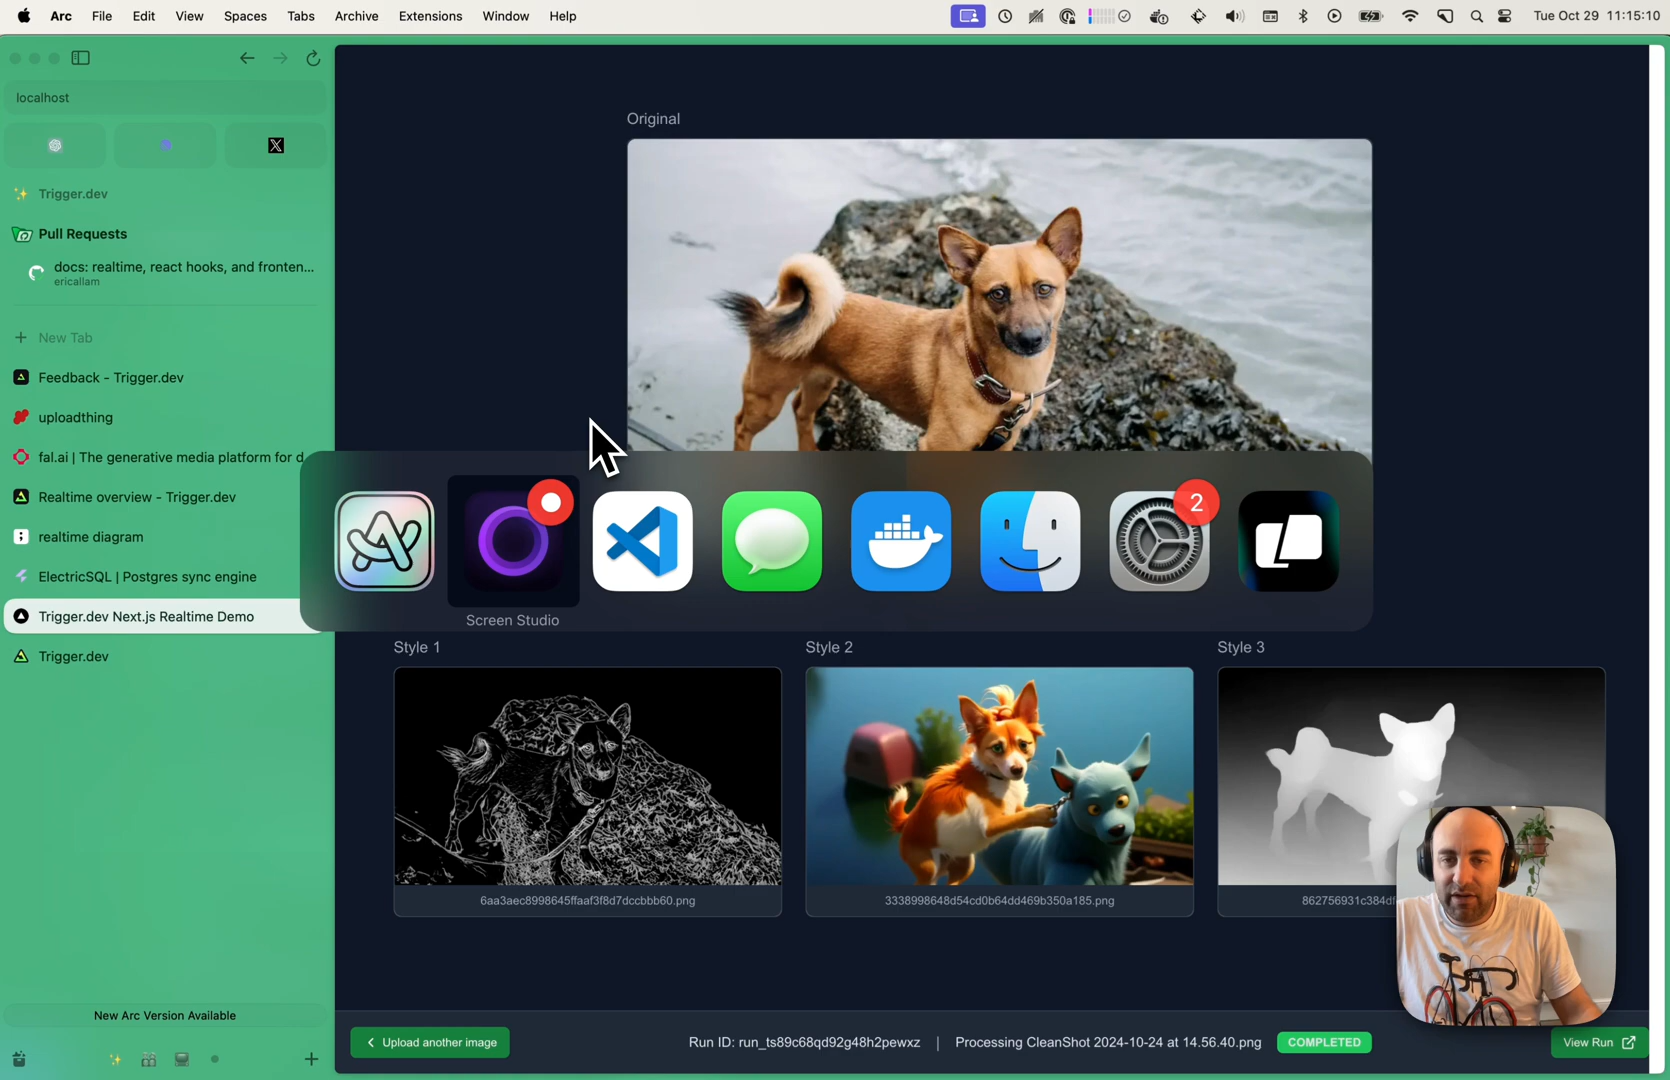 Arc File Edit View Spaces Tabs Archive Extensions Window Help
Tue Oct 29 11:15:10
localhost
Trigger.dev
Pull Requests
docs: realtime, react hooks, and fronten...
ericallam
New Tab
Feedback - Trigger.dev
uploadthing
fal.ai | The generative media platform for d
Realtime overview - Trigger.dev
realtime diagram
ElectricSQL | Postgres sync engine
Trigger.dev Next.js Realtime Demo
Trigger.dev
New Arc Version Available
Original
2
Screen Studio
Style 1
Style 2
Style 3
6aa3aec8998645ffaaf3f8d7dccbbb60.png
3338998648d54cd0b64dd469b350a185.png
862756931c384df
Upload another image
Run ID: run_ts89c68qd92g48h2pewxz | Processing CleanShot 2024-10-24 at 14.56.40.png COMPLETED
View Run